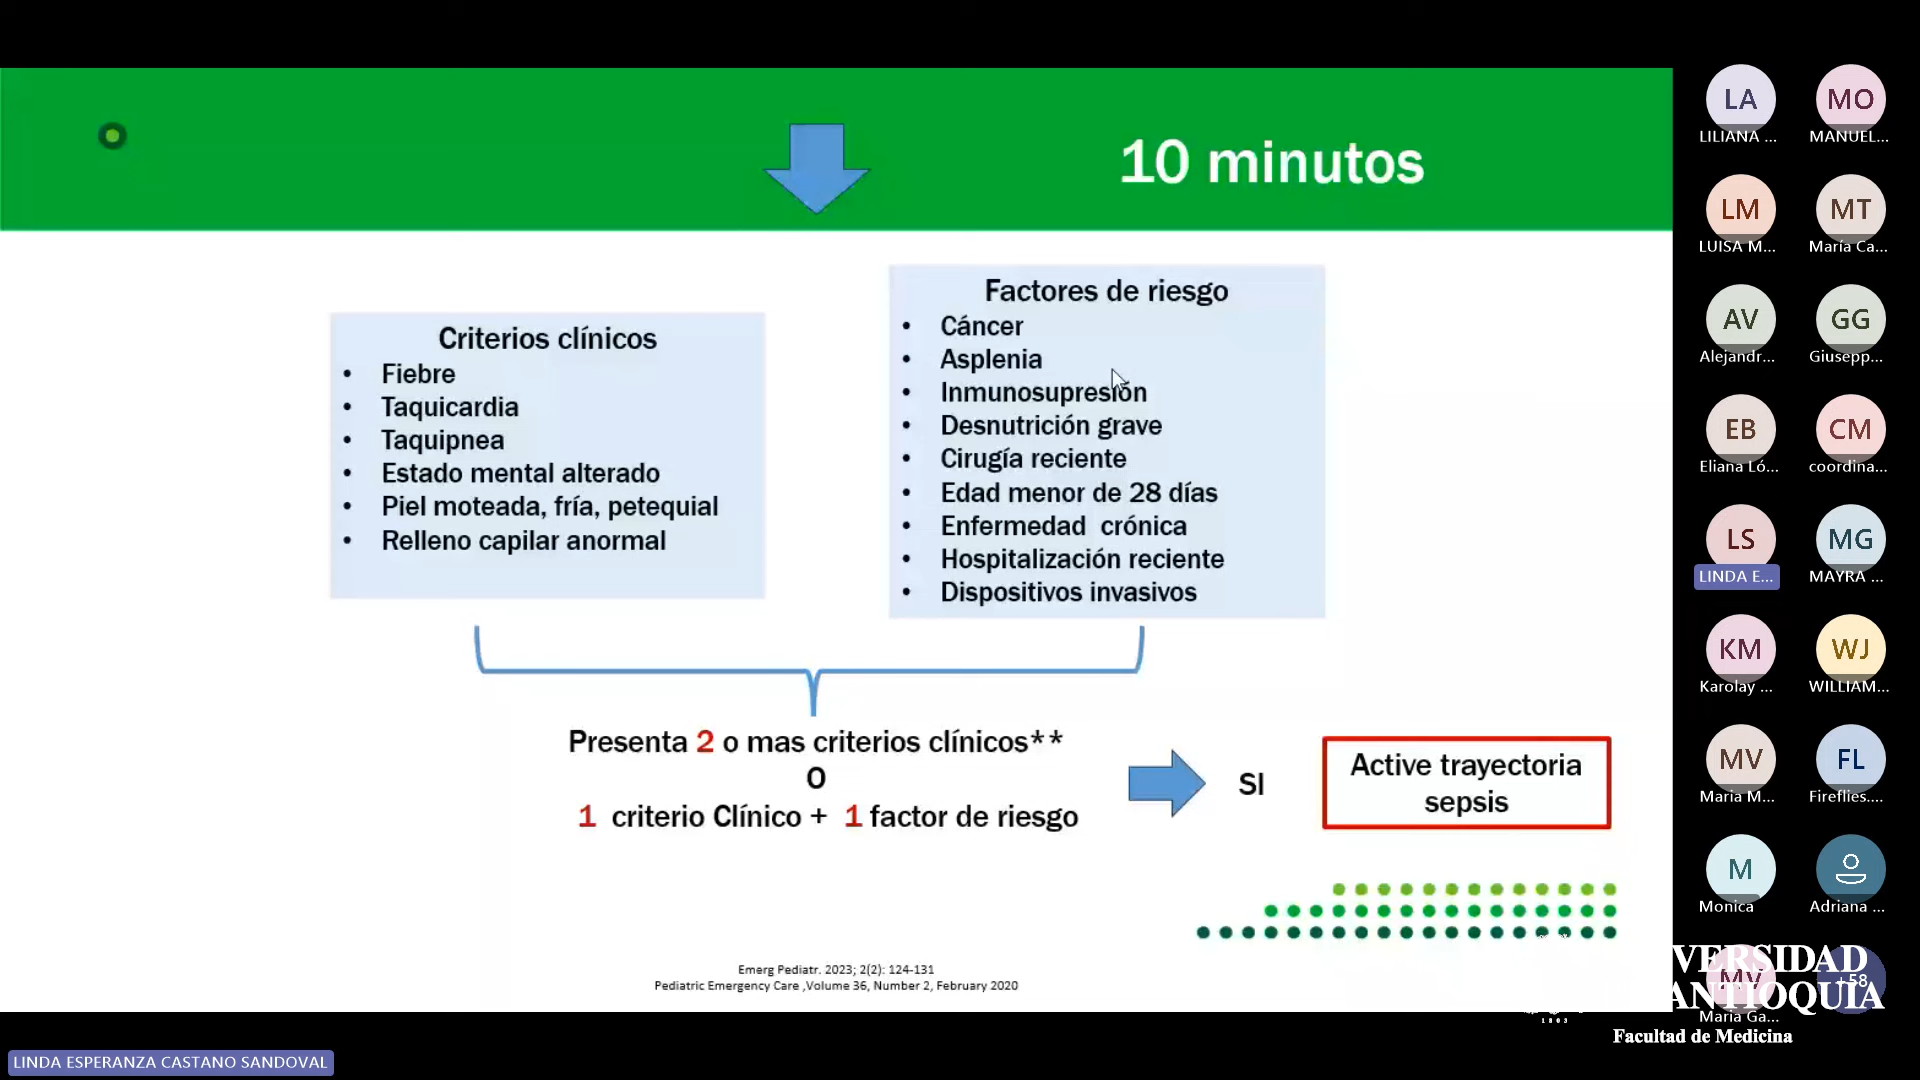 10 minutos
Criterios clínicos
• Fiebre
• Taquicardia
• Taquipnea
• Estado mental alterado
• Piel moteada, fría, petequial
• Relleno capilar anormal
Factores de riesgo
• Cáncer
• Asplenia
• Inmunosupresión
• Desnutrición grave
• Cirugía reciente
• Edad menor de 28 días
• Enfermedad crónica
• Hospitalización reciente
• Dispositivos invasivos
Presenta 2 o mas criterios clínicos**
O
1 criterio Clínico + 1 factor de riesgo
SI
Active trayectoria
sepsis
Emerg Pediatr. 2023; 2(2): 124-131
Pediatric Emergency Care ,Volume 36, Number 2, February 2020
LINDA ESPERANZA CASTANO SANDOVAL
LA
LILIANA ...
MO
MANUEL...
LM
LUISA M...
MT
María Ca...
AV
Alejandr...
GG
Giusepp...
EB
Eliana Ló...
CM
coordina...
LS
LINDA E...
MG
MAYRA ...
KM
Karolay ...
WJ
WILLIAM...
MV
Maria M...
FL
Fireflies....
M
Monica
Adriana ...
MV
Maria Ga...
+58
VERSIDAD
ANTIOQUIA
1803
Facultad de Medicina